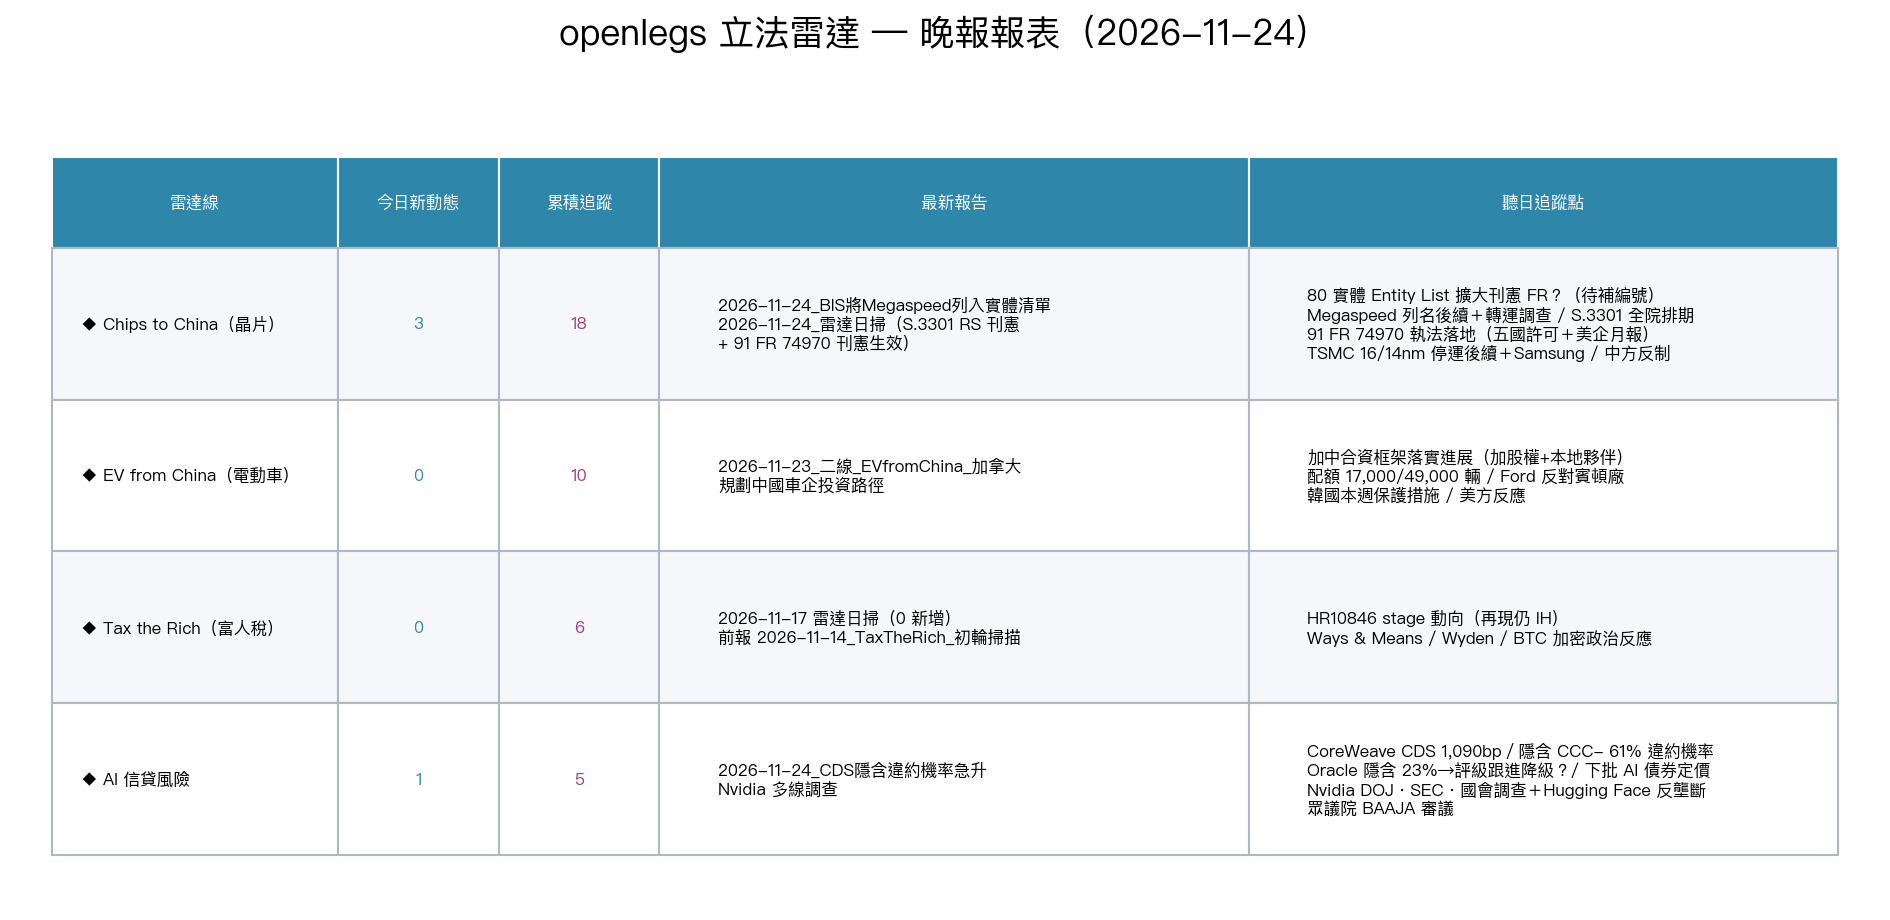 openlegs 立法雷達 — 晚報報表（2026-11-24）
雷達線
今日新動態
累積追蹤
最新報告
聽日追蹤點
◆ Chips to China（晶片）
3
18
2026-11-24_BIS將Megaspeed列入實體清單
2026-11-24_雷達日掃（S.3301 RS 刊憲
+ 91 FR 74970 刊憲生效）
80 實體 Entity List 擴大刊憲 FR？（待補編號）
Megaspeed 列名後續＋轉運調查 / S.3301 全院排期
91 FR 74970 執法落地（五國許可＋美企月報）
TSMC 16/14nm 停運後續＋Samsung / 中方反制
◆ EV from China（電動車）
0
10
2026-11-23_二線_EVfromChina_加拿大
規劃中國車企投資路徑
加中合資框架落實進展（加股權+本地夥伴）
配額 17,000/49,000 輛 / Ford 反對賓頓廠
韓國本週保護措施 / 美方反應
◆ Tax the Rich（富人稅）
0
6
2026-11-17 雷達日掃（0 新增）
前報 2026-11-14_TaxTheRich_初輪掃描
HR10846 stage 動向（再現仍 IH）
Ways & Means / Wyden / BTC 加密政治反應
◆ AI 信貸風險
1
5
2026-11-24_CDS隱含違約機率急升
Nvidia 多線調查
CoreWeave CDS 1,090bp / 隱含 CCC- 61% 違約機率
Oracle 隱含 23%→評級跟進降級？/ 下批 AI 債券定價
Nvidia DOJ · SEC · 國會調查＋Hugging Face 反壟斷
眾議院 BAAJA 審議